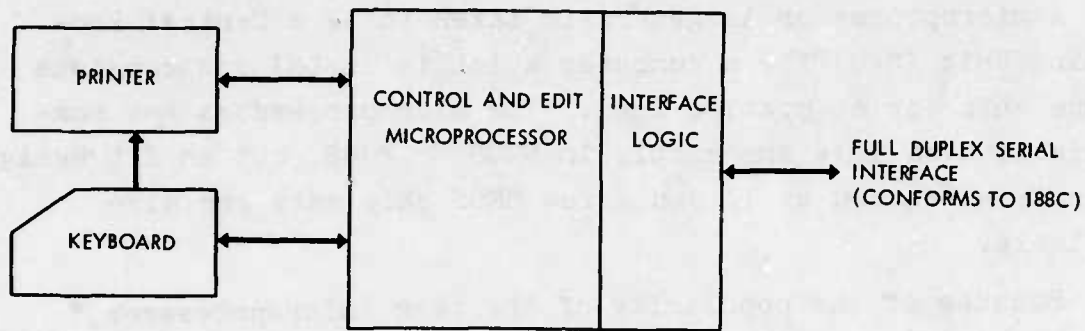 PRINTER
CONTROL AND EDIT
MICROPROCESSOR
INTERFACE
LOGIC
FULL DUPLEX SERIAL
INTERFACE
(CONFORMS TO 188C)
KEYBOARD